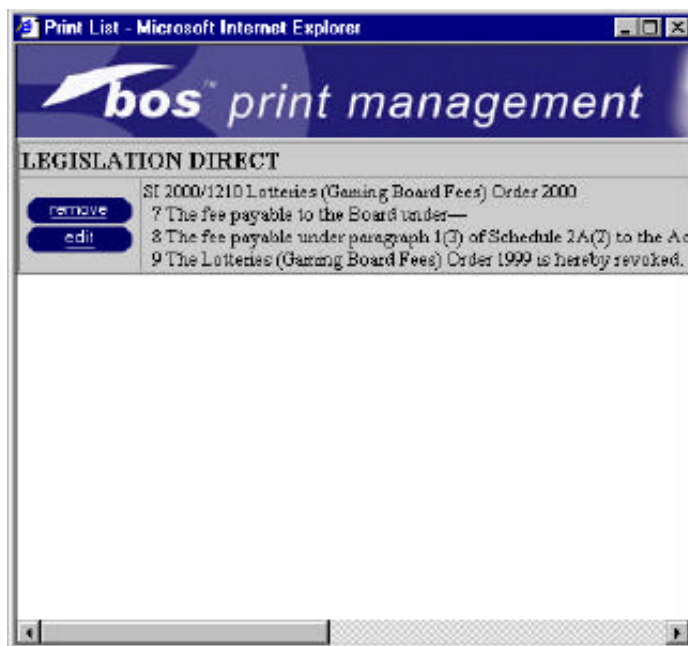 Print List - Microsoft Internet Explorer
bos™ print management
LEGISLATION DIRECT
SI 2000/1210 Lotteries (Gaming Board Fees) Order 2000
remove
7 The fee payable to the Board under—
edit
8 The fee payable under paragraph 1(3) of Schedule 2A(2) to the Ac
9 The Lotteries (Gaming Board Fees) Order 1999 is hereby revoked.